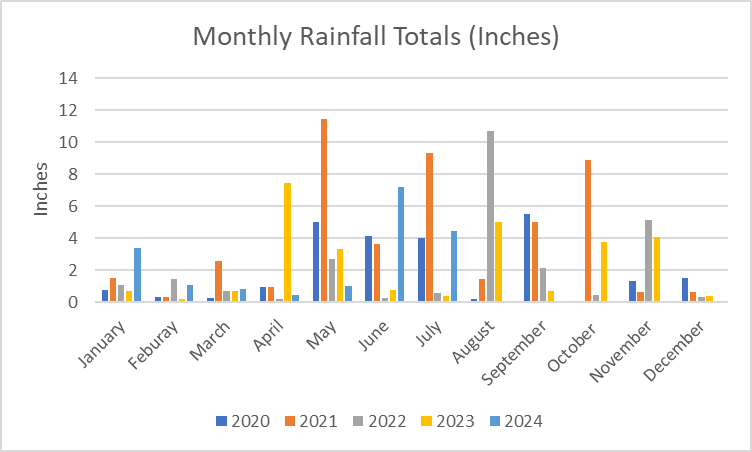 Monthly Rainfall Totals (Inches)
Inches
14
12
10
8
6
4
2
0
January
Feburay
March
April
May
June
July
August
September
October
November
December
2020 2021 2022 2023 2024